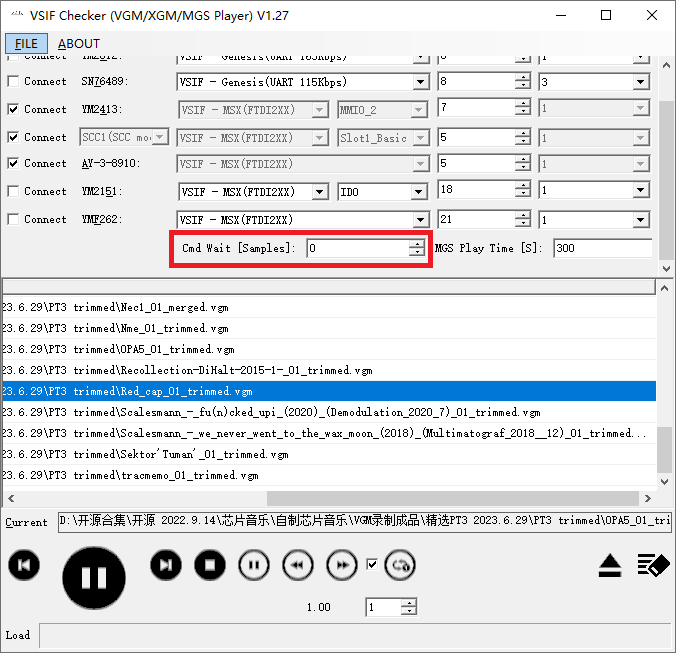 VSIF Checker (VGM/XGM/MGS Player) V1.27
FILE ABOUT
Connect YM2612: VSIF - Genesis(UART 163Kbps) 8 1
Connect SN76489: VSIF - Genesis(UART 115Kbps) 8 3
Connect YM2413: VSIF - MSX(FTDI2XX) MMIO_2 7 1
Connect SCC1(SCC mo VSIF - MSX(FTDI2XX) Slot1_Basic 5 1
Connect AY-3-8910: VSIF - MSX(FTDI2XX) 5 1
Connect YM2151: VSIF - MSX(FTDI2XX) ID0 18 1
Connect YMF262: VSIF - MSX(FTDI2XX) 21 1
Cmd Wait [Samples]: 0 MGS Play Time [S]: 300
23.6.29\PT3 trimmed\Nec1_01_merged.vgm
23.6.29\PT3 trimmed\Nme_01_trimmed.vgm
23.6.29\PT3 trimmed\OPA5_01_trimmed.vgm
23.6.29\PT3 trimmed\Recollection-DiHalt-2015-1-_01_trimmed.vgm
23.6.29\PT3 trimmed\Red_cap_01_trimmed.vgm
23.6.29\PT3 trimmed\Scalesmann_-_fu(n)cked_upi_(2020)_(Demodulation_2020_7)_01_trimmed.vgm
23.6.29\PT3 trimmed\Scalesmann_-_we_never_went_to_the_wax_moon_(2018)_(Multimatograf_2018__12)_01_trimmed...
23.6.29\PT3 trimmed\Sektor'Tuman'_01_trimmed.vgm
23.6.29\PT3 trimmed\tracmemo_01_trimmed.vgm
Current D:\开源合集\开源 2022.9.14\芯片音乐\自制芯片音乐\VGM录制成品\精选PT3 2023.6.29\PT3 trimmed\OPA5_01_tri
1.00 1
Load